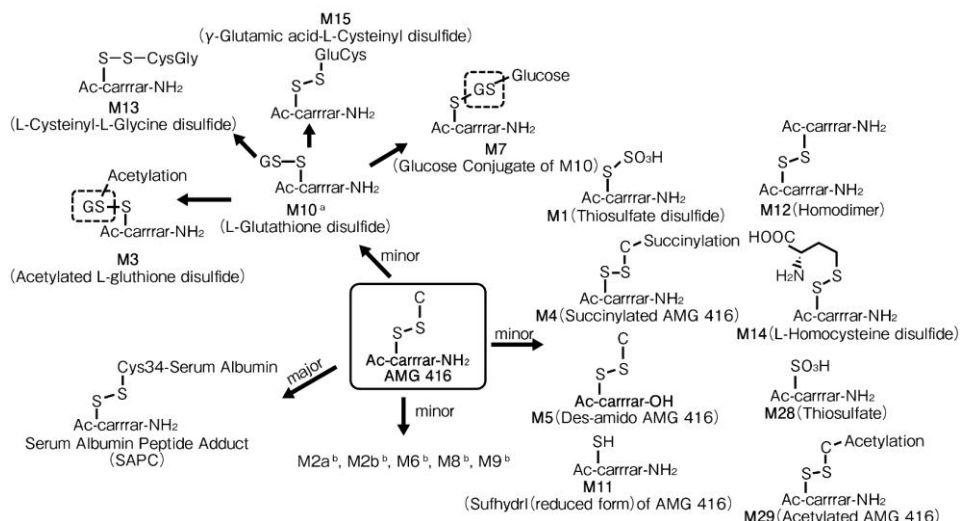 M15
(γ-Glutamic acid-L-Cysteinyl disulfide)
GluCys
S
S
Ac-carrrar-NH₂
S–S–CysGly
Ac-carrrar-NH₂
M13
(L-Cysteinyl-L-Glycine disulfide)
Glucose
GS
S
Ac-carrrar-NH₂
M7
(Glucose Conjugate of M10)
GS–S
Ac-carrrar-NH₂
M10 ᵃ
(L-Glutathione disulfide)
Acetylation
GS
S
Ac-carrrar-NH₂
M3
(Acetylated L-gluthione disulfide)
minor
C
S
S
Ac-carrrar-NH₂
AMG 416
major
Cys34-Serum Albumin
S
S
Ac-carrrar-NH₂
Serum Albumin Peptide Adduct
(SAPC)
minor
M2a ᵇ, M2b ᵇ, M6 ᵇ, M8 ᵇ, M9 ᵇ
minor
SO₃H
S
Ac-carrrar-NH₂
M1(Thiosulfate disulfide)
C
Succinylation
S–S
Ac-carrrar-NH₂
M4(Succinylated AMG 416)
C
S
S
Ac-carrrar-OH
M5(Des-amido AMG 416)
SH
Ac-carrrar-NH₂
M11
(Sufhydrl(reduced form)of AMG 416)
Ac-carrrar-NH₂
S–S
Ac-carrrar-NH₂
M12(Homodimer)
HOOC
H₂N
S
S
Ac-carrrar-NH₂
M14(L-Homocysteine disulfide)
SO₃H
Ac-carrrar-NH₂
M28(Thiosulfate)
C
Acetylation
S–S
Ac-carrrar-NH₂
M29(Acetylated AMG 416)